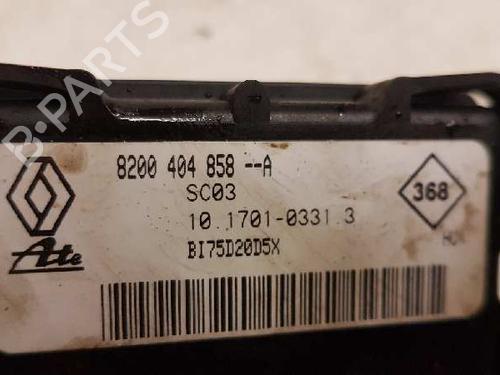 B-PARTS
8200 404 858 --A
SC03
10.1701-0331.3
BI75D20D5X
Ate
368